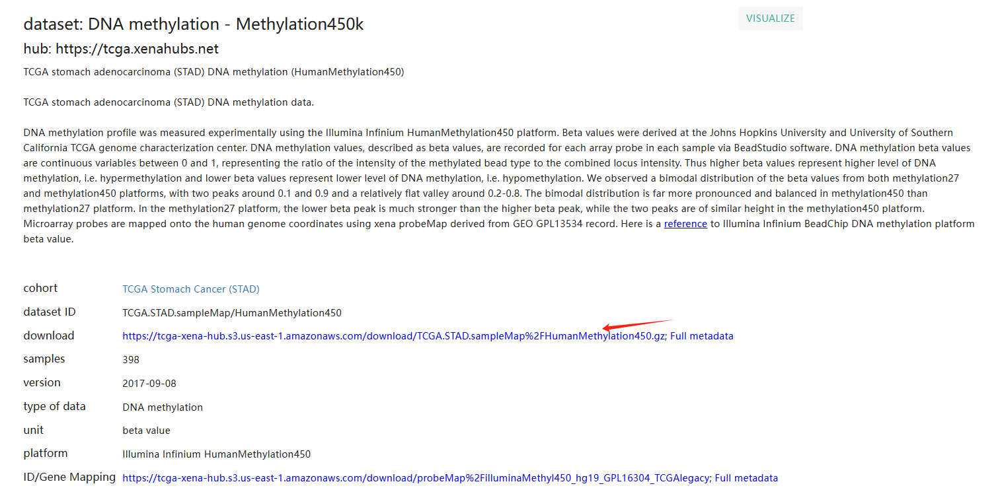 dataset: DNA methylation - Methylation450k
VISUALIZE
hub: https://tcga.xenahubs.net
TCGA stomach adenocarcinoma (STAD) DNA methylation (HumanMethylation450)
TCGA stomach adenocarcinoma (STAD) DNA methylation data.
DNA methylation profile was measured experimentally using the Illumina Infinium HumanMethylation450 platform. Beta values were derived at the Johns Hopkins University and University of Southern
California TCGA genome characterization center. DNA methylation values, described as beta values, are recorded for each array probe in each sample via BeadStudio software. DNA methylation beta values
are continuous variables between 0 and 1, representing the ratio of the intensity of the methylated bead type to the combined locus intensity. Thus higher beta values represent higher level of DNA
methylation, i.e. hypermethylation and lower beta values represent lower level of DNA methylation, i.e. hypomethylation. We observed a bimodal distribution of the beta values from both methylation27
and methylation450 platforms, with two peaks around 0.1 and 0.9 and a relatively flat valley around 0.2-0.8. The bimodal distribution is far more pronounced and balanced in methylation450 than
methylation27 platform. In the methylation27 platform, the lower beta peak is much stronger than the higher beta peak, while the two peaks are of similar height in the methylation450 platform.
Microarray probes are mapped onto the human genome coordinates using xena probeMap derived from GEO GPL13534 record. Here is a reference to Illumina Infinium BeadChip DNA methylation platform
beta value.
cohort TCGA Stomach Cancer (STAD)
dataset ID TCGA.STAD.sampleMap/HumanMethylation450
download https://tcga-xena-hub.s3.us-east-1.amazonaws.com/download/TCGA.STAD.sampleMap%2FHumanMethylation450.gz; Full metadata
samples 398
version 2017-09-08
type of data DNA methylation
unit beta value
platform Illumina Infinium HumanMethylation450
ID/Gene Mapping https://tcga-xena-hub.s3.us-east-1.amazonaws.com/download/probeMap%2FilluminaMethyl450_hg19_GPL16304_TCGAlegacy; Full metadata